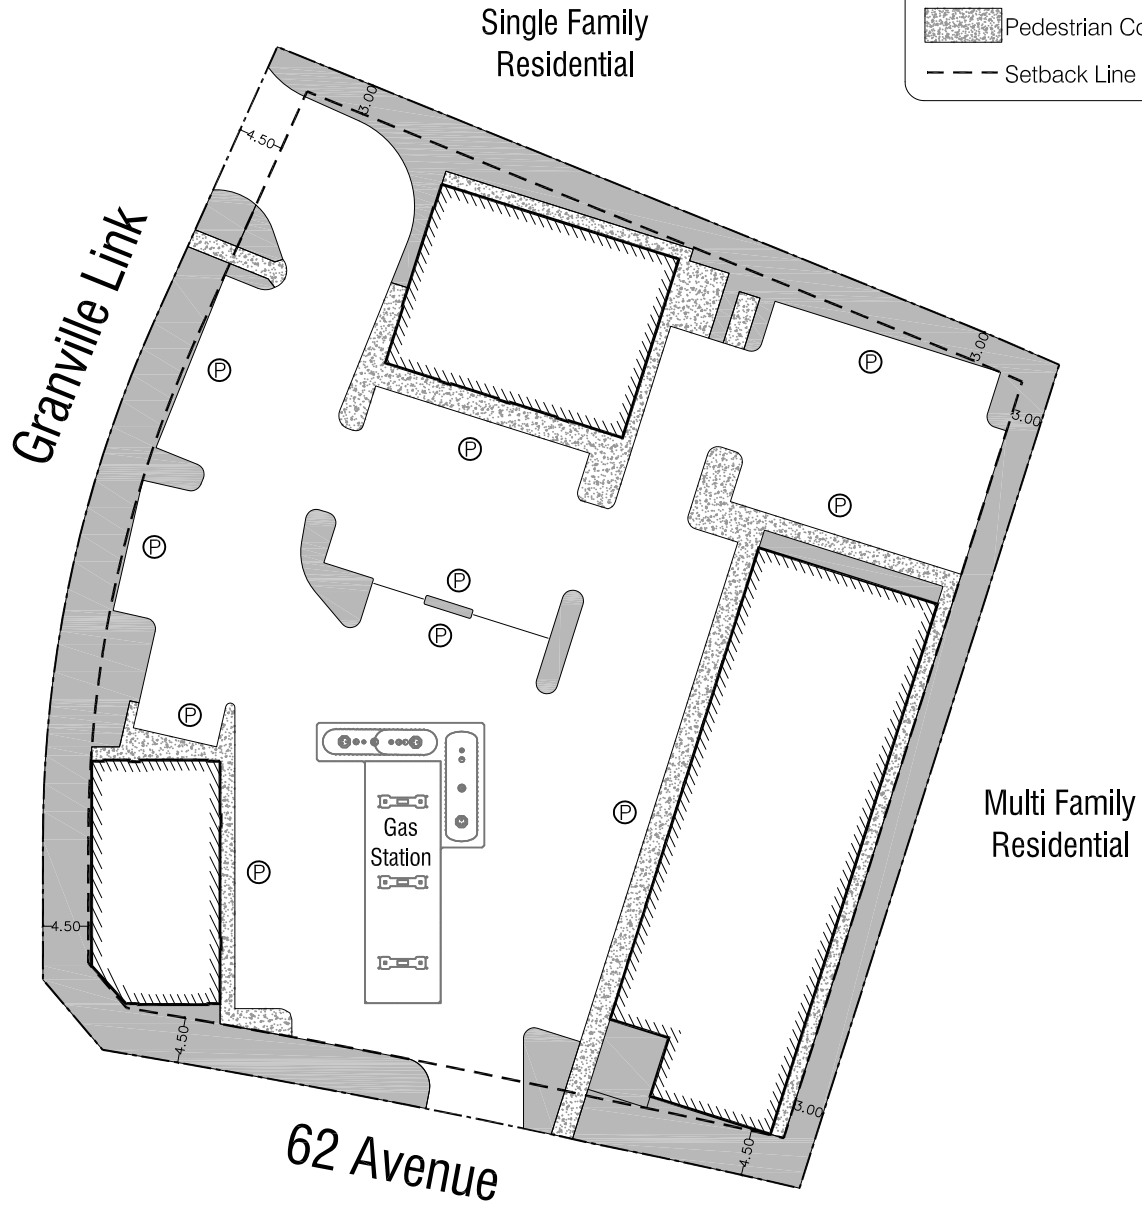 Single Family
Residential
Pedestrian Co
Setback Line
3.00
4.50
Granville Link
3.00
3.00
P
P
P
P
P
P
P
P
P
P
Gas
Station
Multi Family
Residential
4.50
4.50
3.00
4.50
62 Avenue